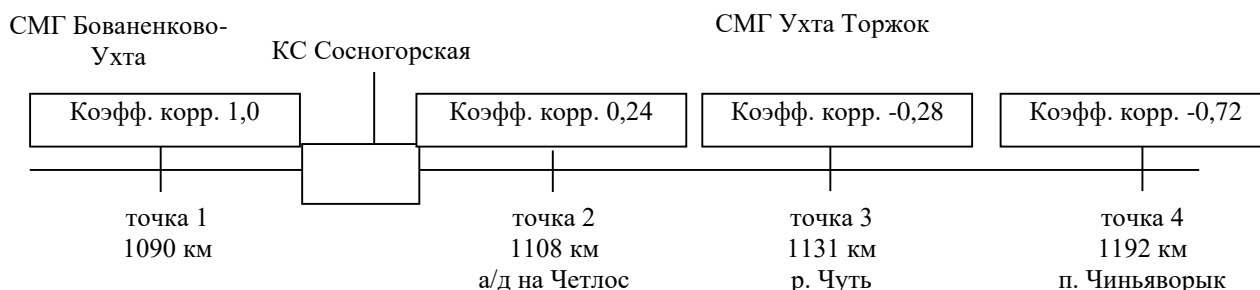 СМГ Бованенково-
Ухта
КС Сосногорская
СМГ Ухта Торжок
Коэфф. корр. 1,0
Коэфф. корр. 0,24
Коэфф. корр. -0,28
Коэфф. корр. -0,72
точка 1
1090 км
точка 2
1108 км
а/д на Четлос
точка 3
1131 км
р. Чуть
точка 4
1192 км
п. Чиньяворык